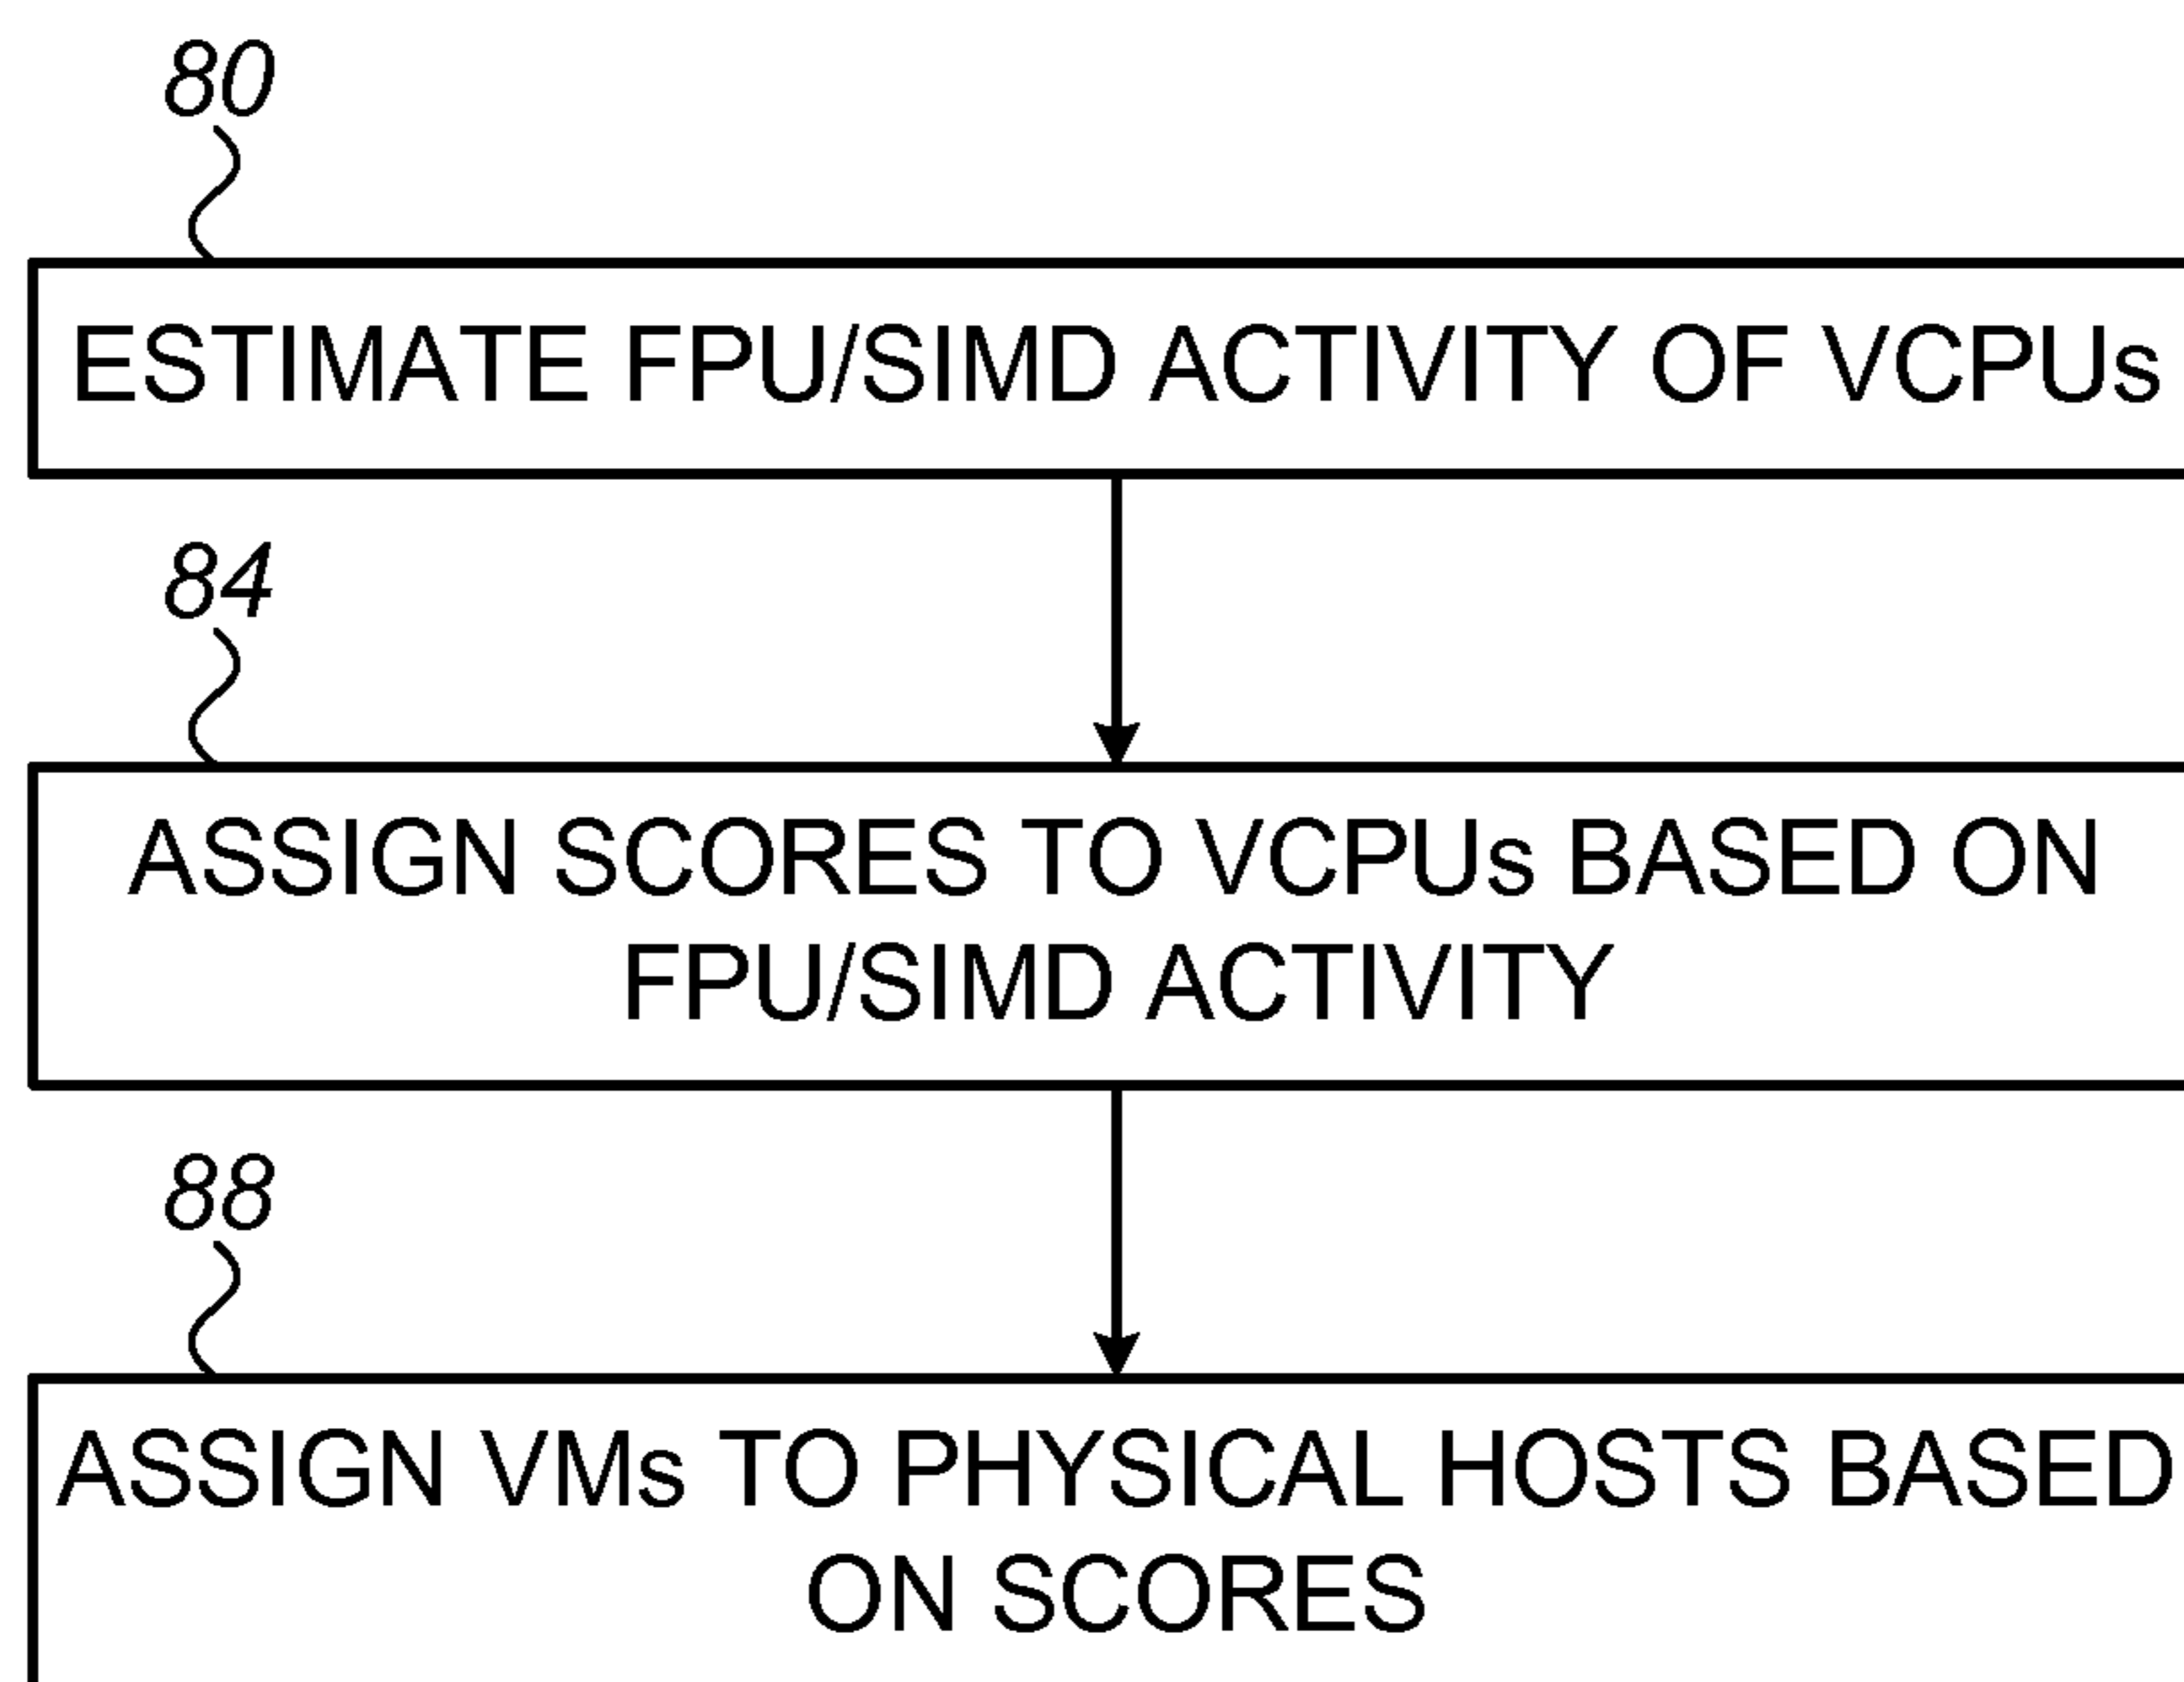 80
ESTIMATE FPU/SIMD ACTIVITY OF VCPUs
84
ASSIGN SCORES TO VCPUs BASED ON
FPU/SIMD ACTIVITY
88
ASSIGN VMs TO PHYSICAL HOSTS BASED
ON SCORES